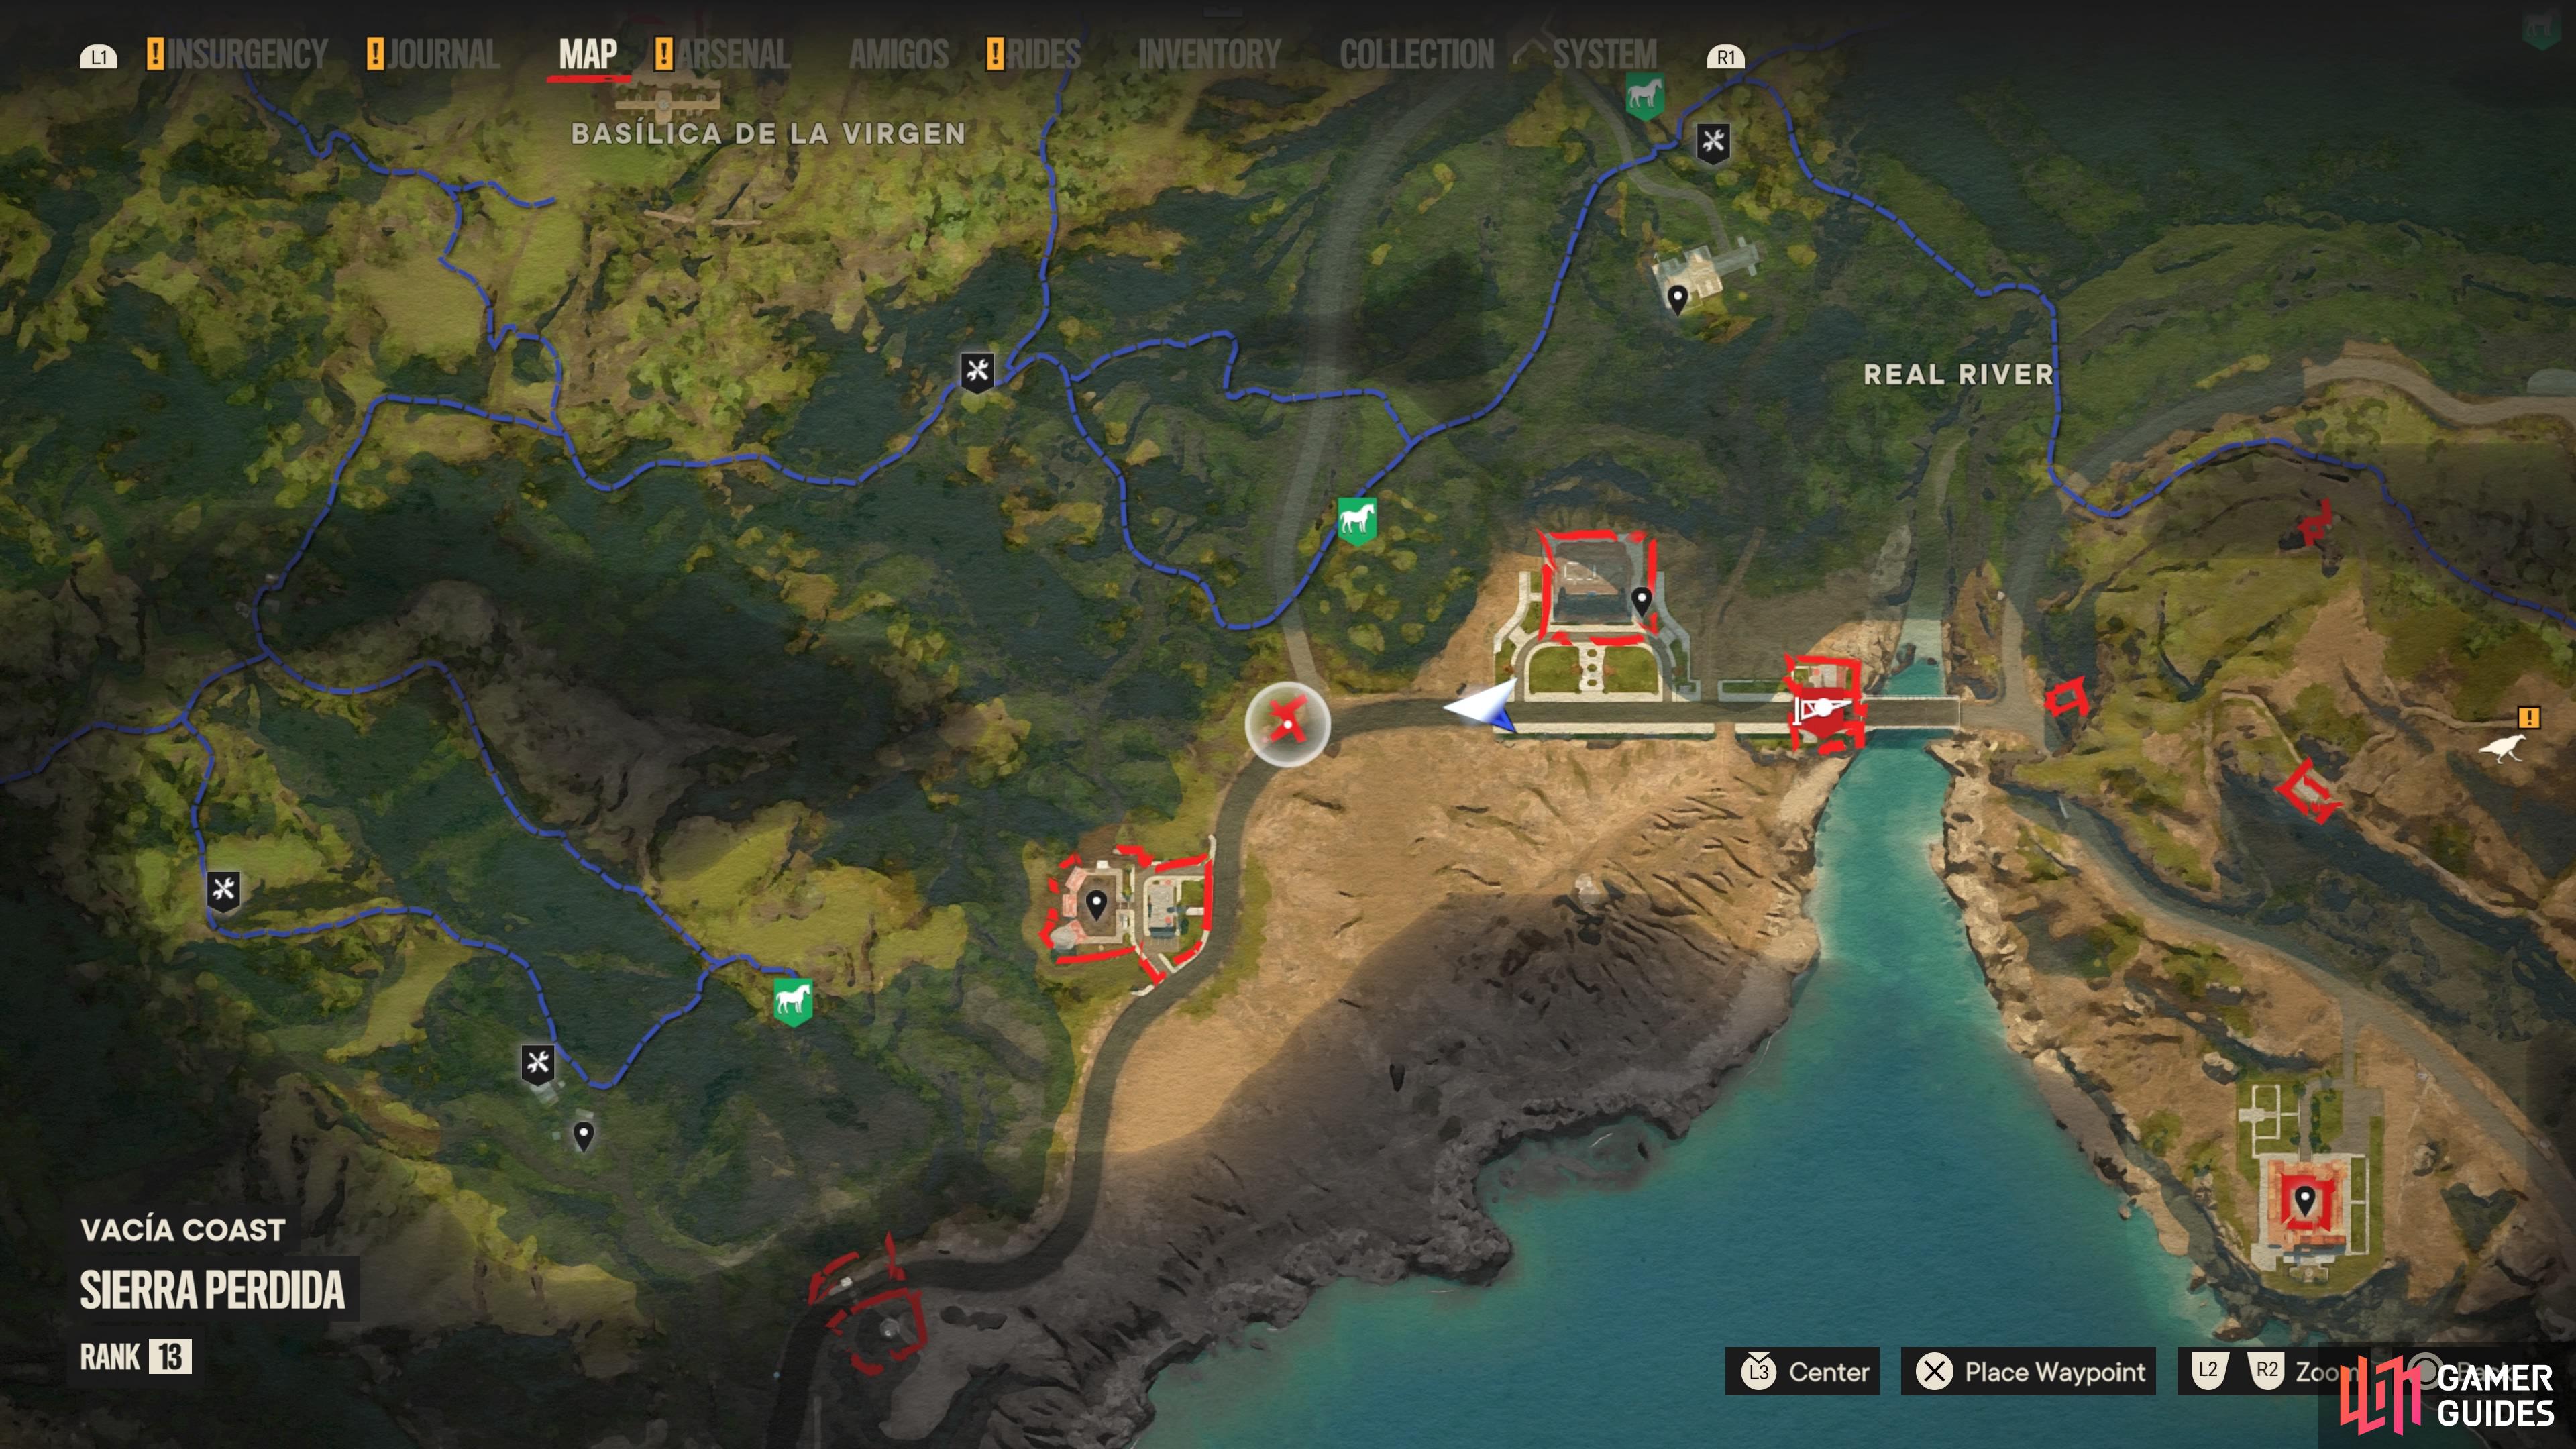 L1 ! INSURGENCY ! JOURNAL MAP ! ARSENAL AMIGOS ! RIDES INVENTORY COLLECTION SYSTEM R1
BASÍLICA DE LA VIRGEN
REAL RIVER
!
VACÍA COAST
SIERRA PERDIDA
RANK 13
L3 Center X Place Waypoint L2 R2 Zoom
GAMER
GUIDES